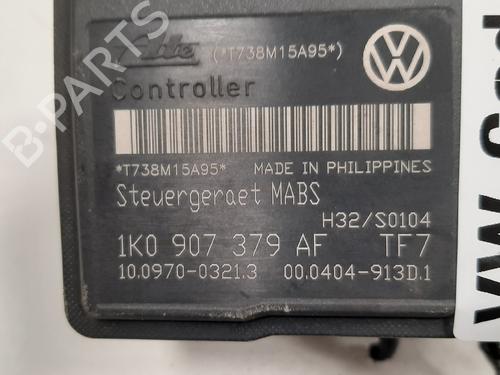 Ate (*T738M15A95*)
Controller
*T738M15A95* MADE IN PHILIPPINES
Steuergeraet MABS
H32/S0104
1K0 907 379 AF TF7
10.0970-0321.3 00.0404-913D.1
B-PARTS